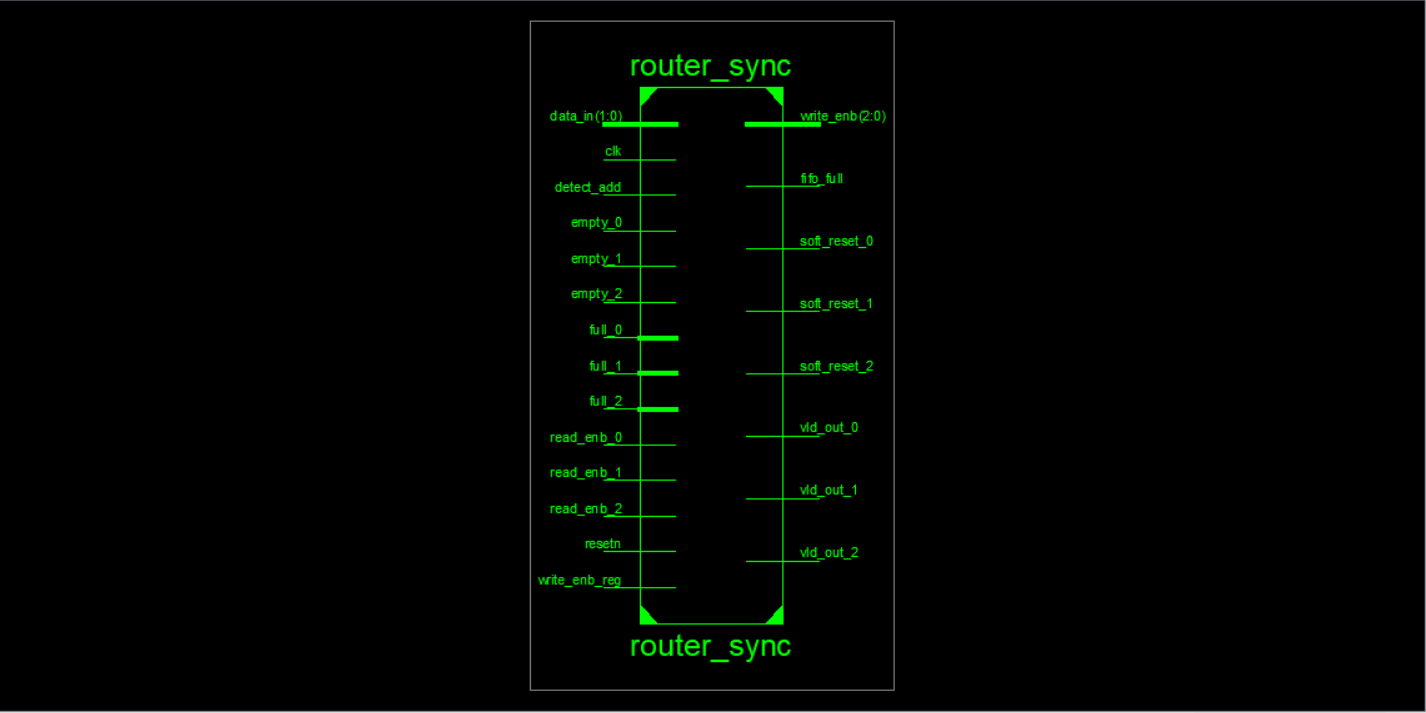 router_sync
data_in(1:0)
write_enb(2:0)
clk
fifo_full
detect_add
empty_0
soft_reset_0
empty_1
empty_2
soft_reset_1
full_0
full_1
soft_reset_2
full_2
vld_out_0
read_enb_0
read_enb_1
vld_out_1
read_enb_2
resetn
vld_out_2
write_enb_reg
router_sync